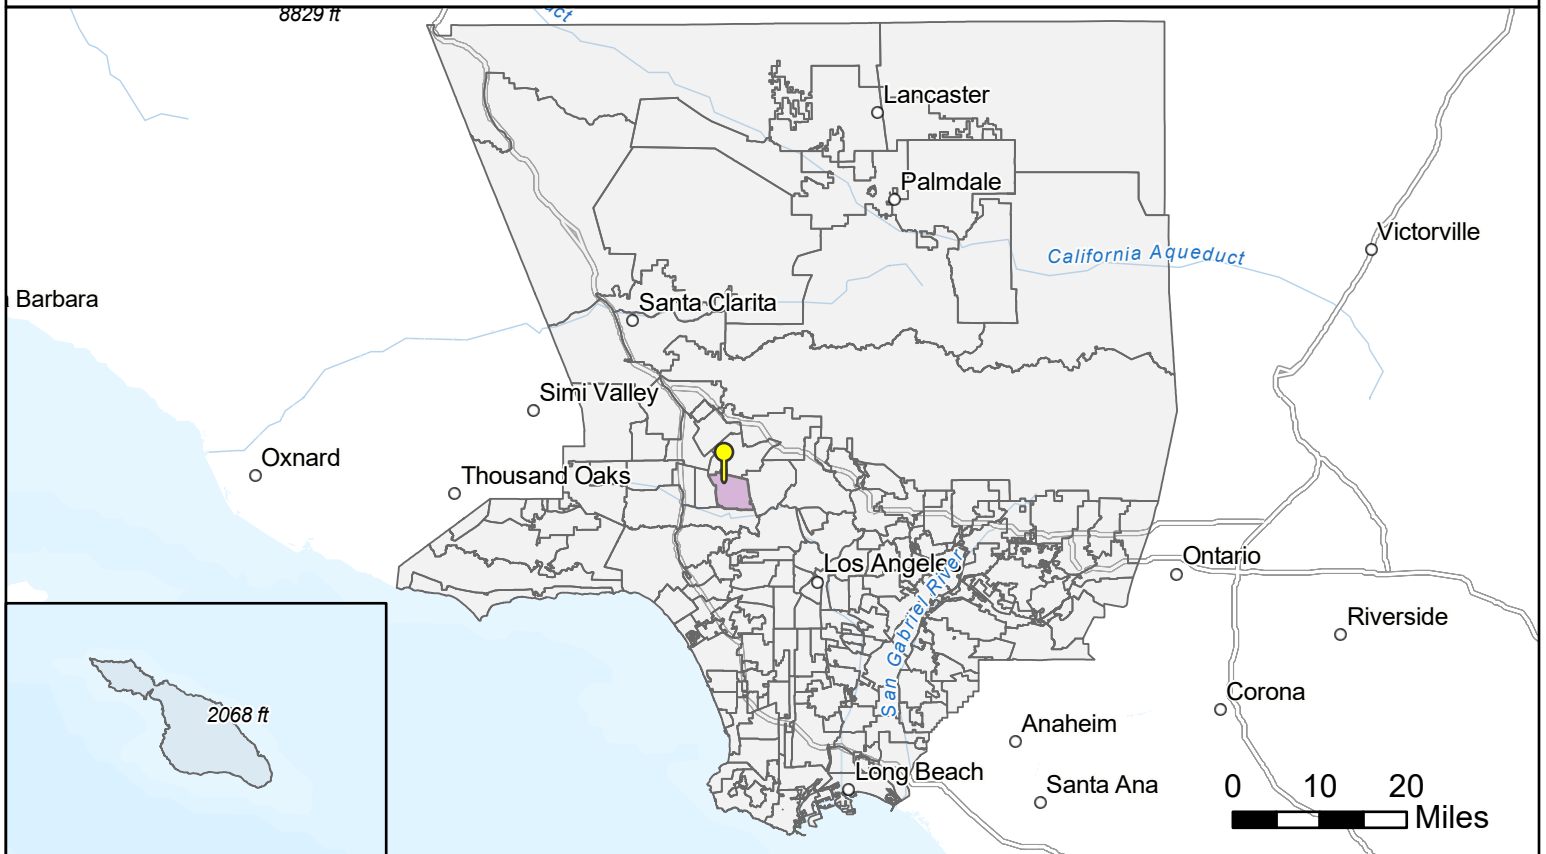 8829 ft
uct
Lancaster
Palmdale
Victorville
California Aqueduct
Barbara
Santa Clarita
Simi Valley
Oxnard
Thousand Oaks
Los Angeles
Ontario
San Gabriel River
Riverside
Corona
2068 ft
Anaheim
Long Beach
Santa Ana
0 10 20
Miles